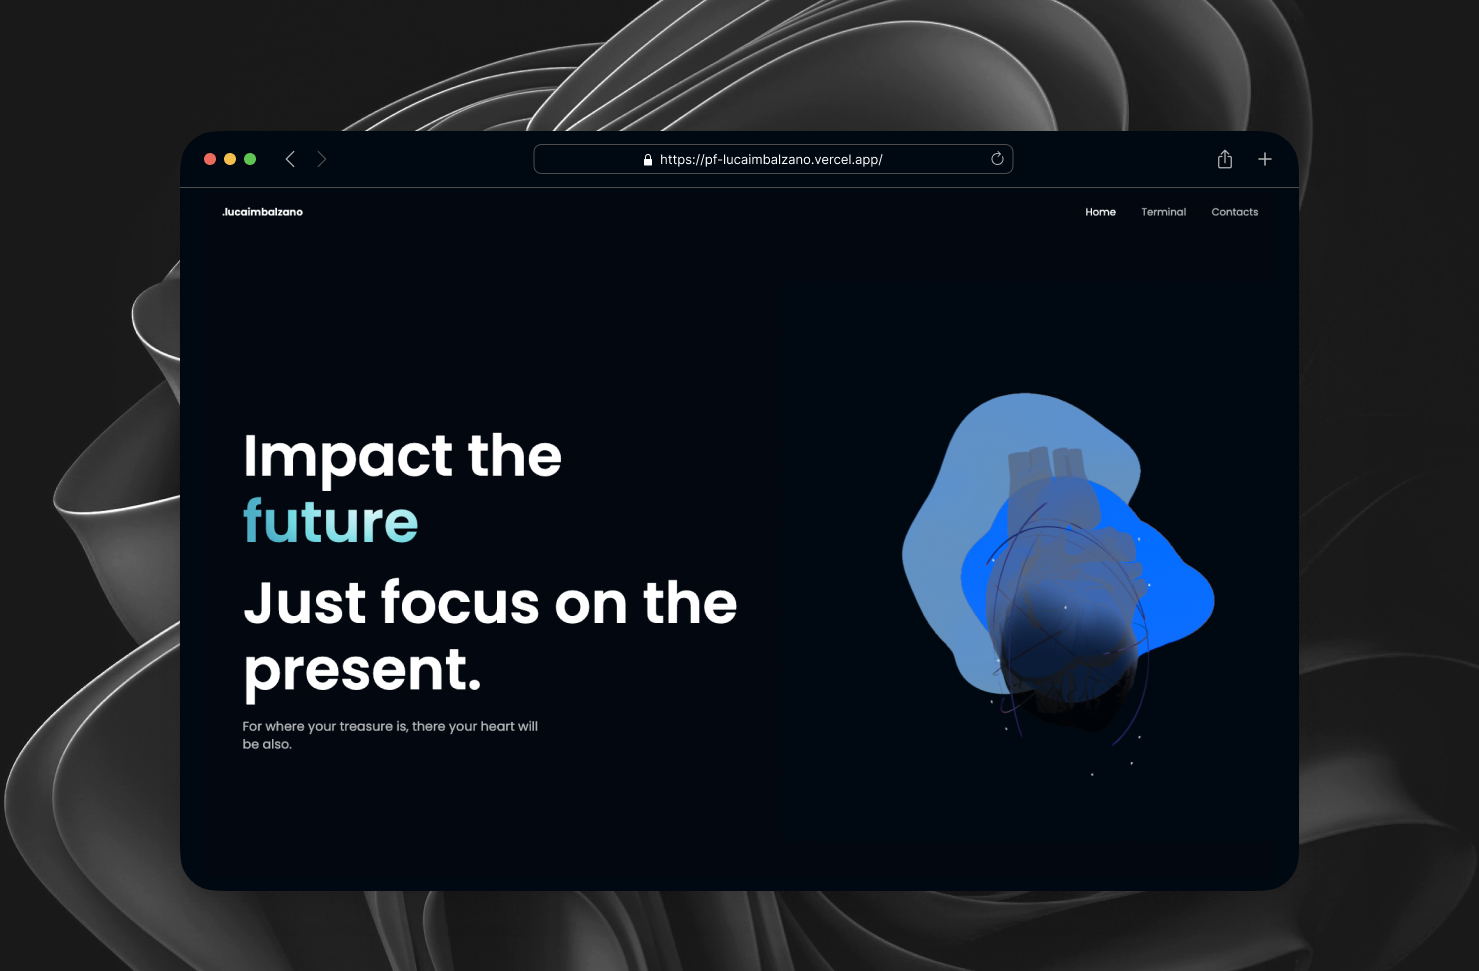 https://pf-lucaimbalzano.vercel.app/
.lucaimbalzano
Home Terminal Contacts
Impact the
future
Just focus on the
present.
For where your treasure is, there your heart will
be also.